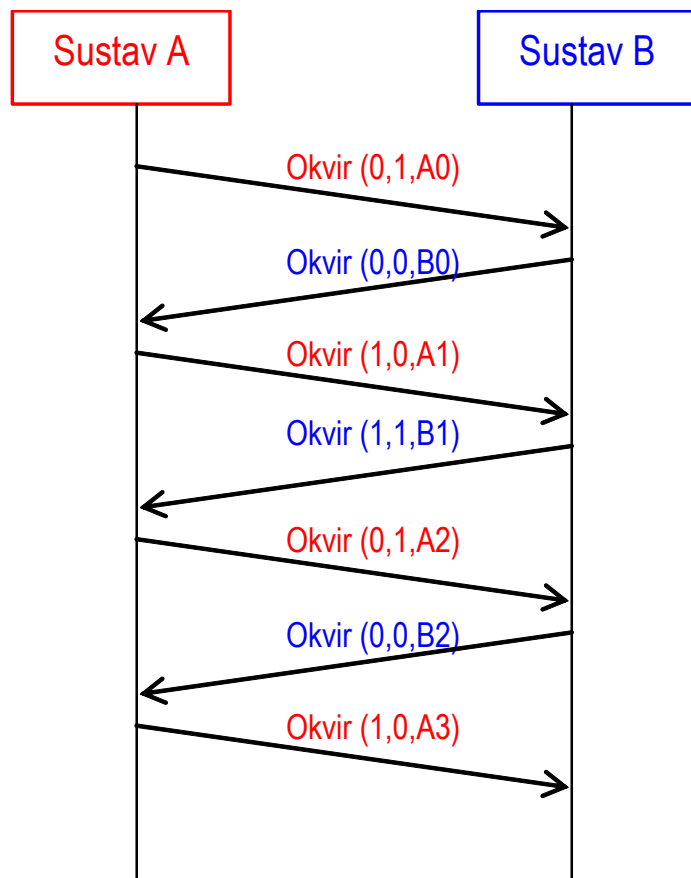 Sustav A
Sustav B
Okvir (0,1,A0)
Okvir (0,0,B0)
Okvir (1,0,A1)
Okvir (1,1,B1)
Okvir (0,1,A2)
Okvir (0,0,B2)
Okvir (1,0,A3)